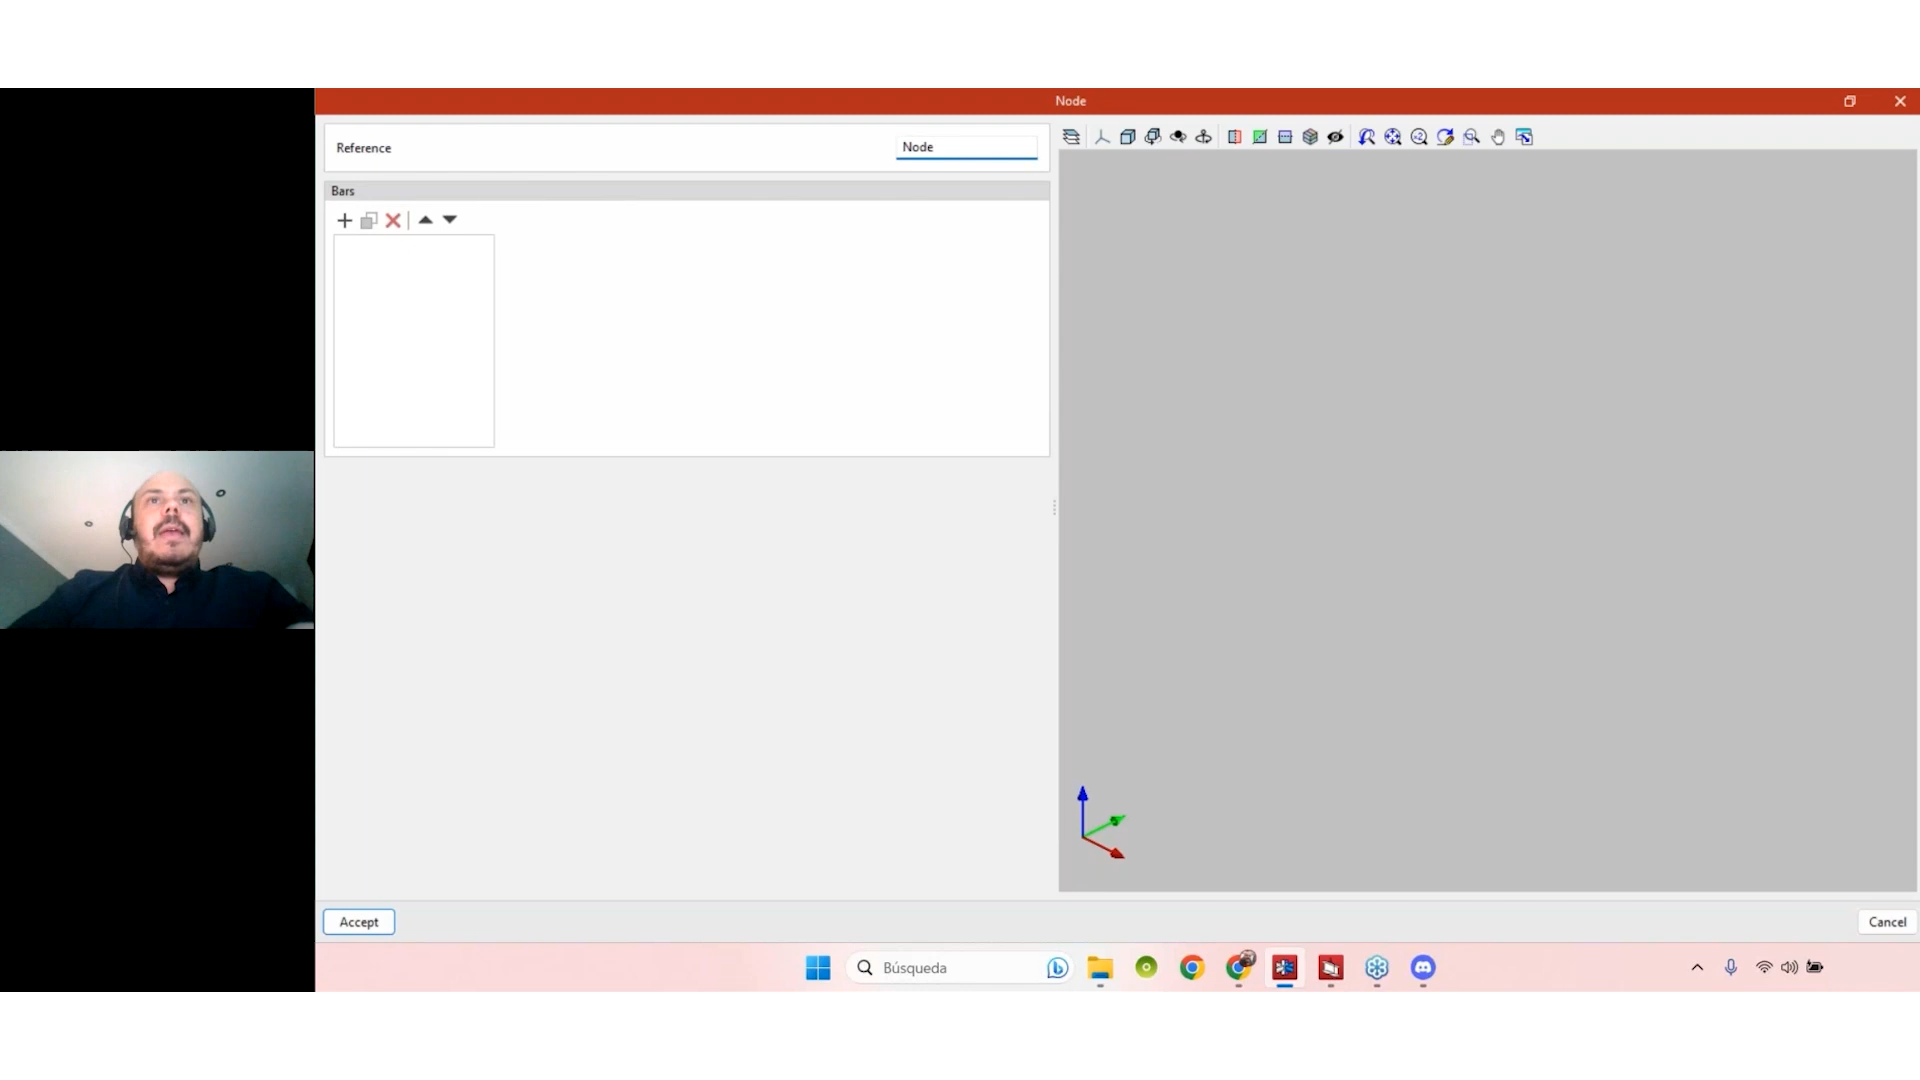 Node
Reference
Node
Bars
Accept
Cancel
Búsqueda